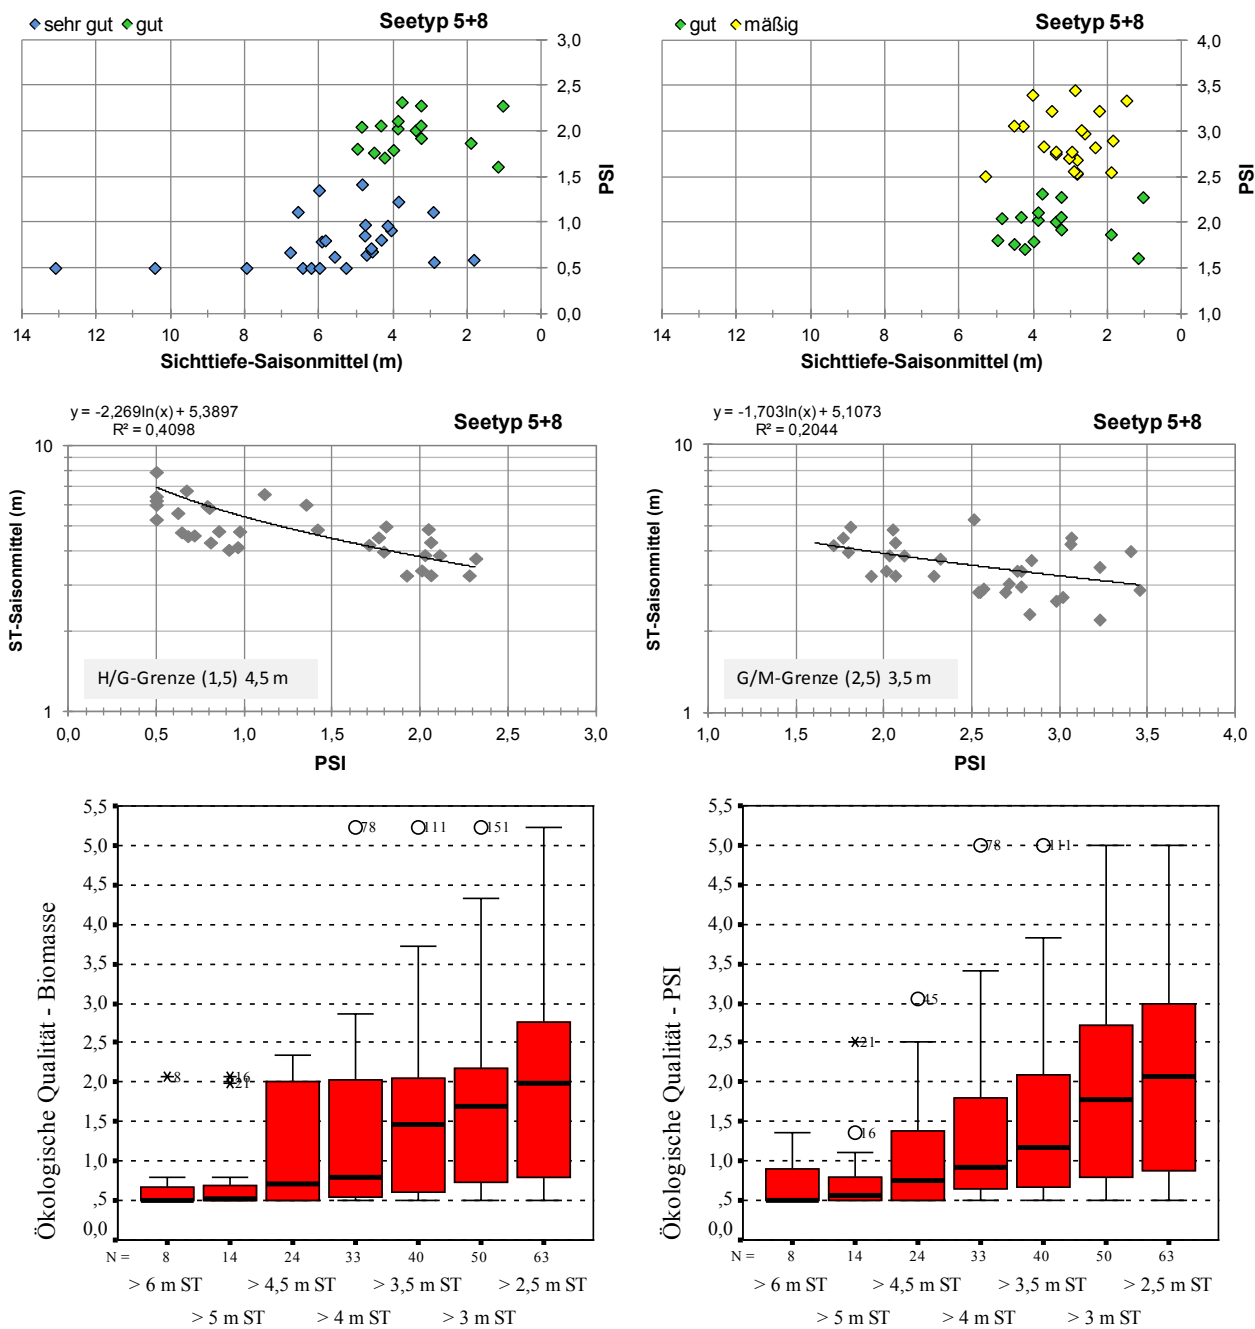 sehr gut gut
Seetyp 5+8
3,0
2,5
2,0
1,5
1,0
0,5
0,0
PSI
14 12 10 8 6 4 2 0
Sichttiefe-Saisonmittel (m)
gut mäßig
Seetyp 5+8
4,0
3,5
3,0
2,5
2,0
1,5
1,0
PSI
14 12 10 8 6 4 2 0
Sichttiefe-Saisonmittel (m)
y = -2,269ln(x) + 5,3897
R² = 0,4098
Seetyp 5+8
10
1
ST-Saisonmittel (m)
H/G-Grenze (1,5) 4,5 m
0,0 0,5 1,0 1,5 2,0 2,5 3,0
PSI
y = -1,703ln(x) + 5,1073
R² = 0,2044
Seetyp 5+8
10
1
ST-Saisonmittel (m)
G/M-Grenze (2,5) 3,5 m
1,0 1,5 2,0 2,5 3,0 3,5 4,0
PSI
Ökologische Qualität - Biomasse
5,5
5,0
4,5
4,0
3,5
3,0
2,5
2,0
1,5
1,0
,5
0,0
8
16
21
78
111
151
N = 8 14 24 33 40 50 63
> 6 m ST > 4,5 m ST > 3,5 m ST > 2,5 m ST
> 5 m ST > 4 m ST > 3 m ST
Ökologische Qualität - PSI
5,5
5,0
4,5
4,0
3,5
3,0
2,5
2,0
1,5
1,0
,5
0,0
21
16
45
78
111
N = 8 14 24 33 40 50 63
> 6 m ST > 4,5 m ST > 3,5 m ST > 2,5 m ST
> 5 m ST > 4 m ST > 3 m ST